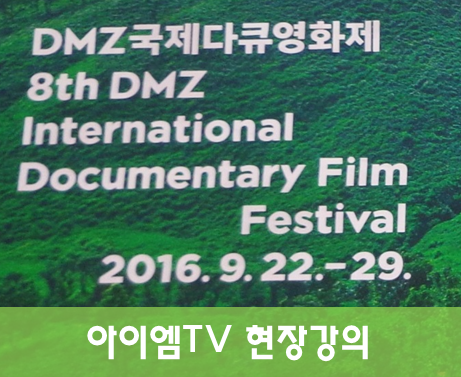 DMZ국제다큐영화제
8th DMZ
International
Documentary Film
Festival
2016. 9. 22.-29.
아이엠TV 현장강의